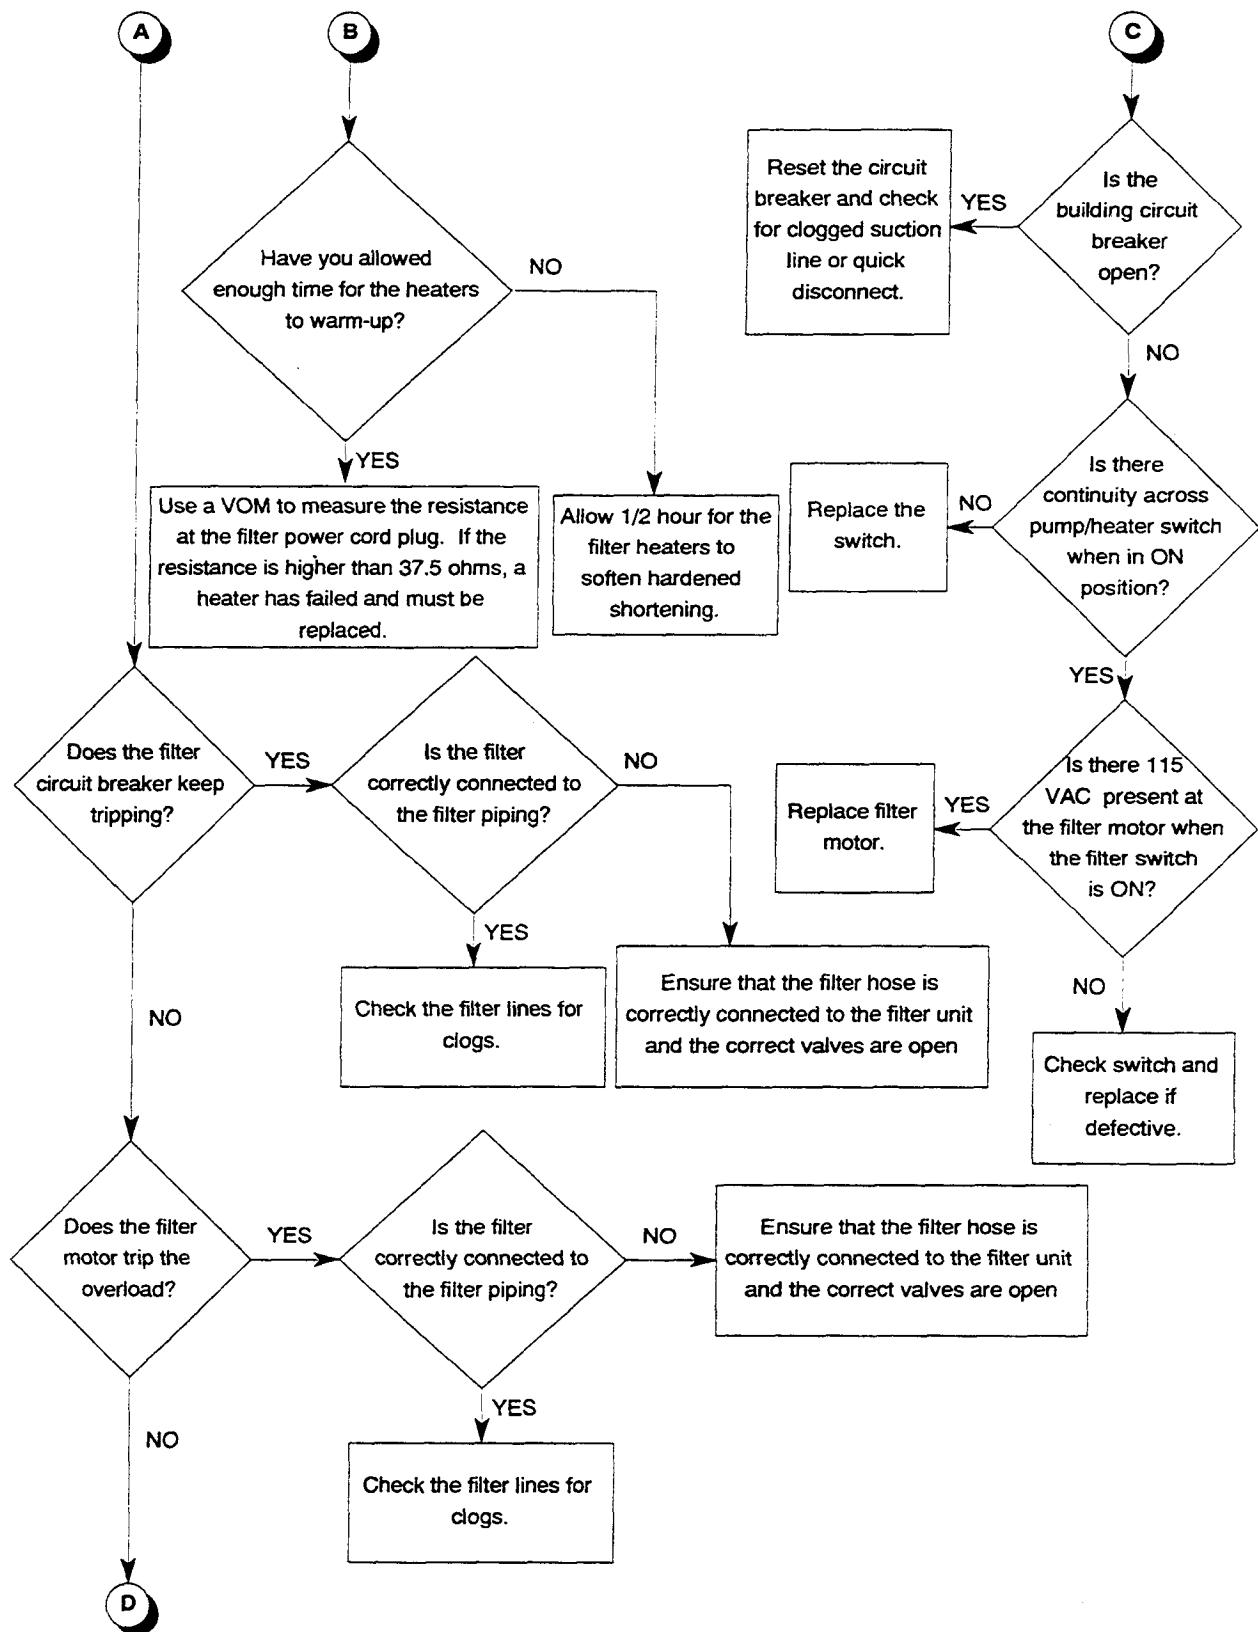 A
B
C
Is the
building circuit
breaker
open?
YES
Reset the circuit
breaker and check
for clogged suction
line or quick
disconnect.
NO
Have you allowed
enough time for the heaters
to warm-up?
NO
YES
Use a VOM to measure the resistance
at the filter power cord plug. If the
resistance is higher than 37.5 ohms, a
heater has failed and must be
replaced.
Allow 1/2 hour for the
filter heaters to
soften hardened
shortening.
Is there
continuity across
pump/heater switch
when in ON
position?
NO
Replace the
switch.
YES
Does the filter
circuit breaker keep
tripping?
YES
Is the filter
correctly connected to
the filter piping?
NO
YES
Check the filter lines for
clogs.
Ensure that the filter hose is
correctly connected to the filter unit
and the correct valves are open
Is there 115
VAC present at
the filter motor when
the filter switch
is ON?
YES
Replace filter
motor.
NO
Check switch and
replace if
defective.
NO
Does the filter
motor trip the
overload?
YES
Is the filter
correctly connected to
the filter piping?
NO
Ensure that the filter hose is
correctly connected to the filter unit
and the correct valves are open
YES
Check the filter lines for
clogs.
NO
D